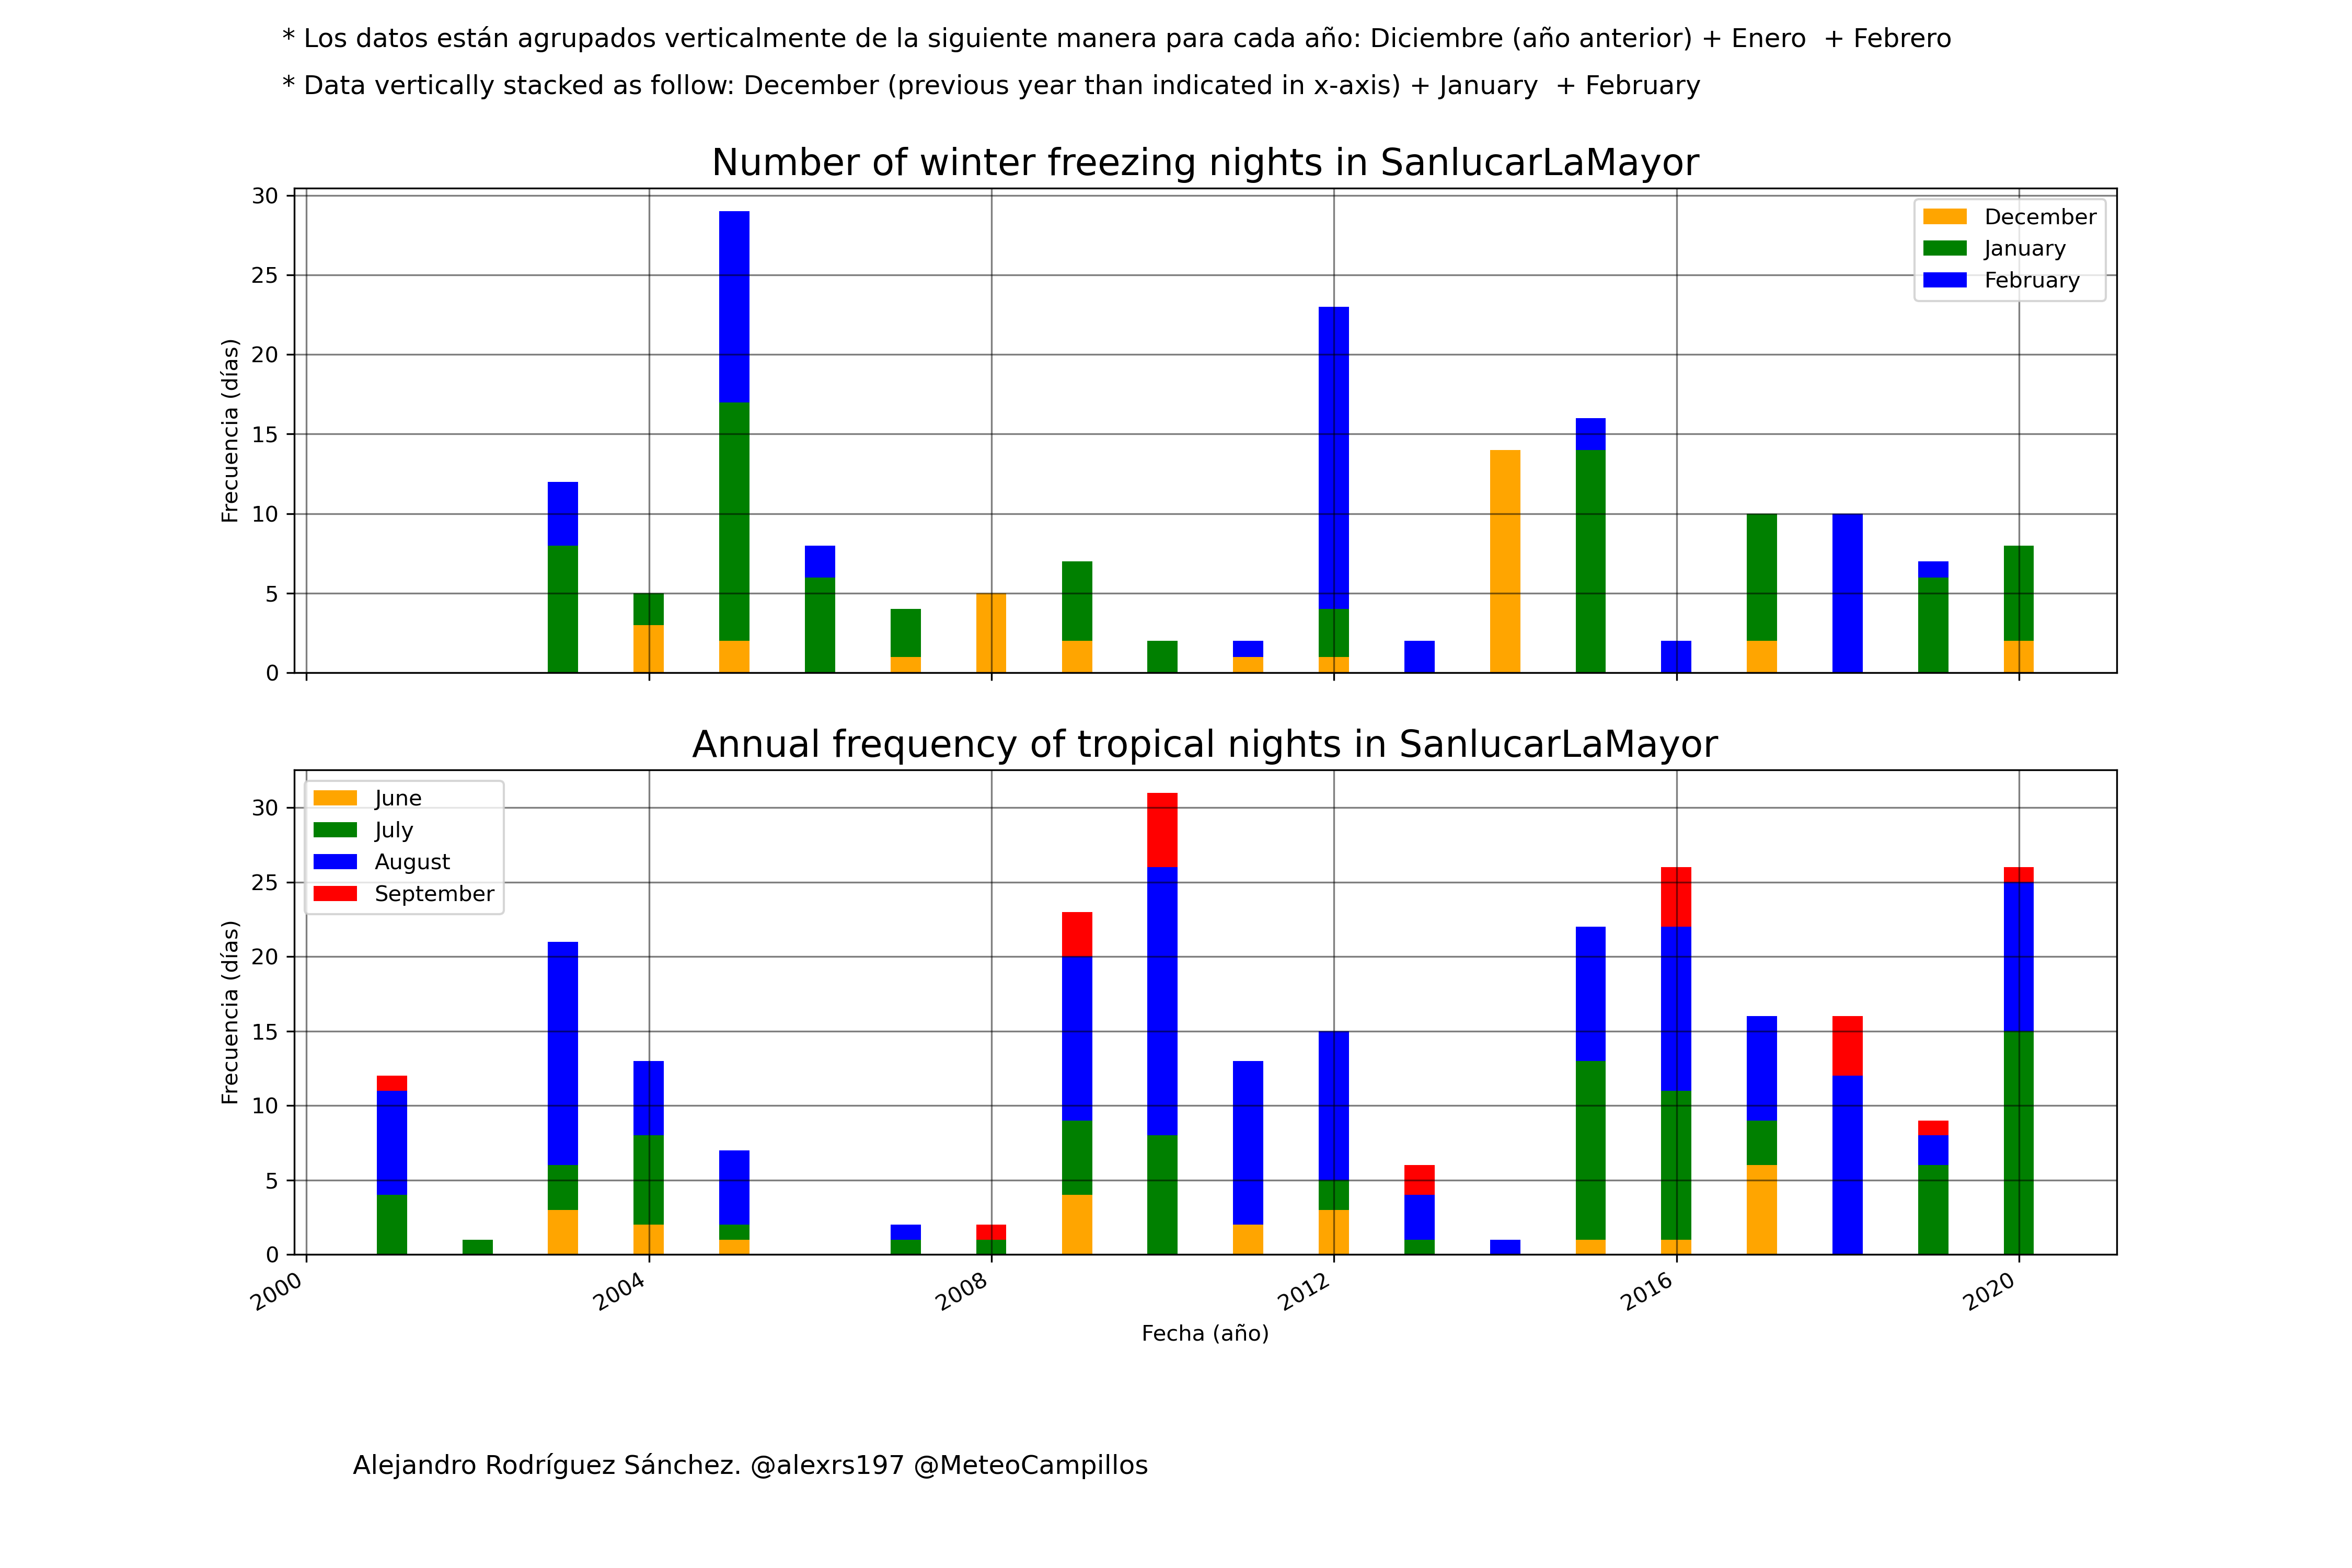 * Los datos están agrupados verticalmente de la siguiente manera para cada año: Diciembre (año anterior) + Enero  + Febrero
* Data vertically stacked as follow: December (previous year than indicated in x-axis) + January  + February
Number of winter freezing nights in SanlucarLaMayor
30
25
20
15
10
5
0
Frecuencia (días)
December
January
February
Annual frequency of tropical nights in SanlucarLaMayor
30
25
20
15
10
5
0
Frecuencia (días)
June
July
August
September
2000
2004
2008
2012
2016
2020
Fecha (año)
Alejandro Rodríguez Sánchez. @alexrs197 @MeteoCampillos